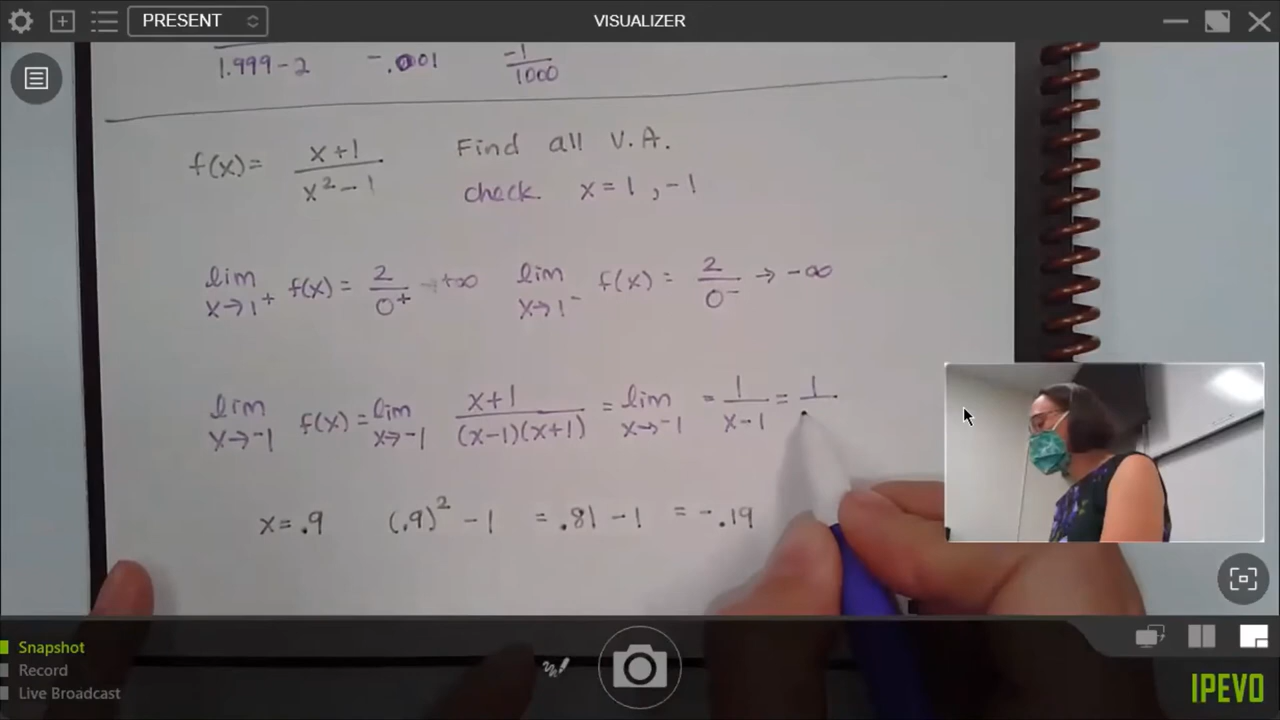 PRESENT
VISUALIZER
1.999-2 -.001 -1/1000
f(x)= x+1/x²-1 Find all V.A.
check x=1,-1
lim x→1⁺ f(x)= 2/0⁺ → +∞ lim x→1⁻ f(x)= 2/0⁻ → -∞
lim x→-1 f(x)= lim x→-1 x+1/(x-1)(x+1) = lim x→-1 = 1/x-1 = 1/
x=.9 (.9)² -1 = .81 -1 = -.19
Snapshot
Record
Live Broadcast
IPEVO